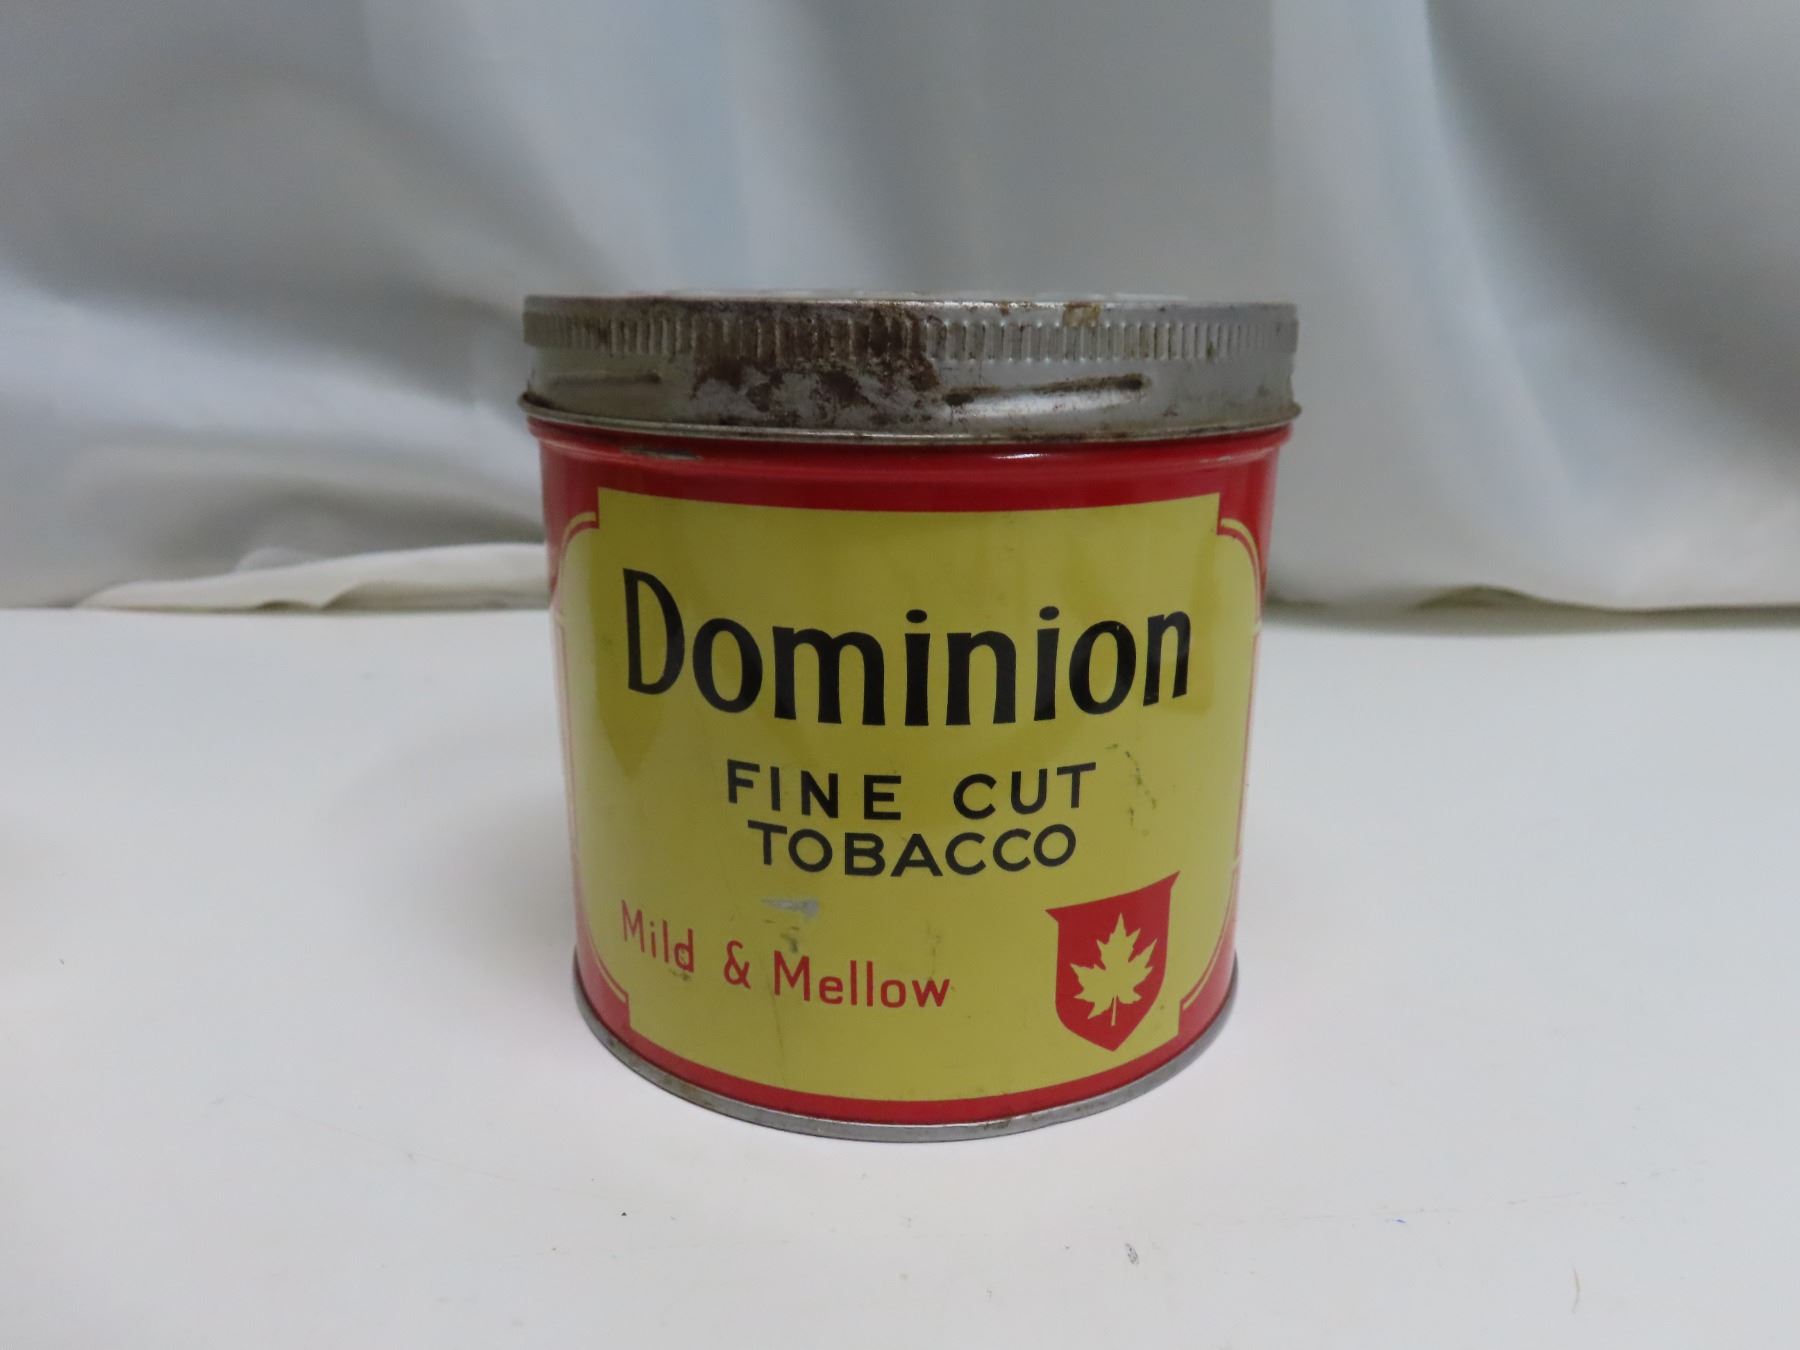 Dominion
FINE CUT
TOBACCO
Mild & Mellow